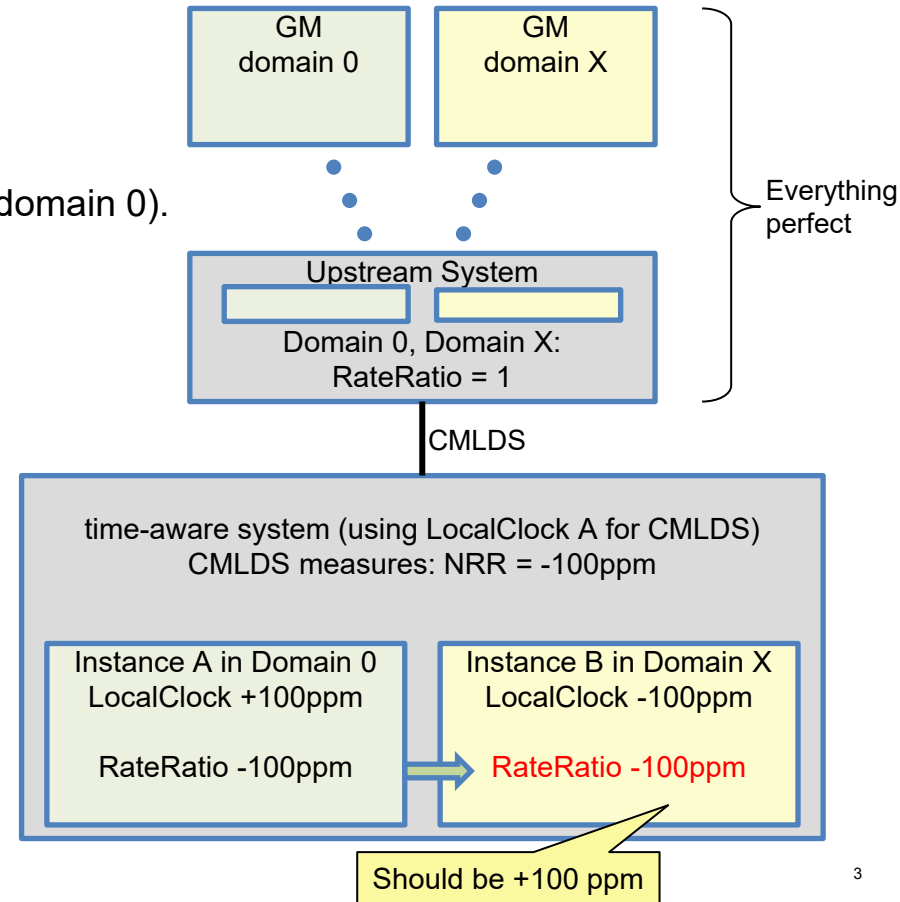 GM
domain 0
GM
domain X
domain 0).
Everything
perfect
Upstream System
Domain 0, Domain X:
RateRatio = 1
CMLDS
time-aware system (using LocalClock A for CMLDS)
CMLDS measures: NRR = -100ppm
Instance A in Domain 0
LocalClock +100ppm
RateRatio -100ppm
Instance B in Domain X
LocalClock -100ppm
RateRatio -100ppm
Should be +100 ppm
3